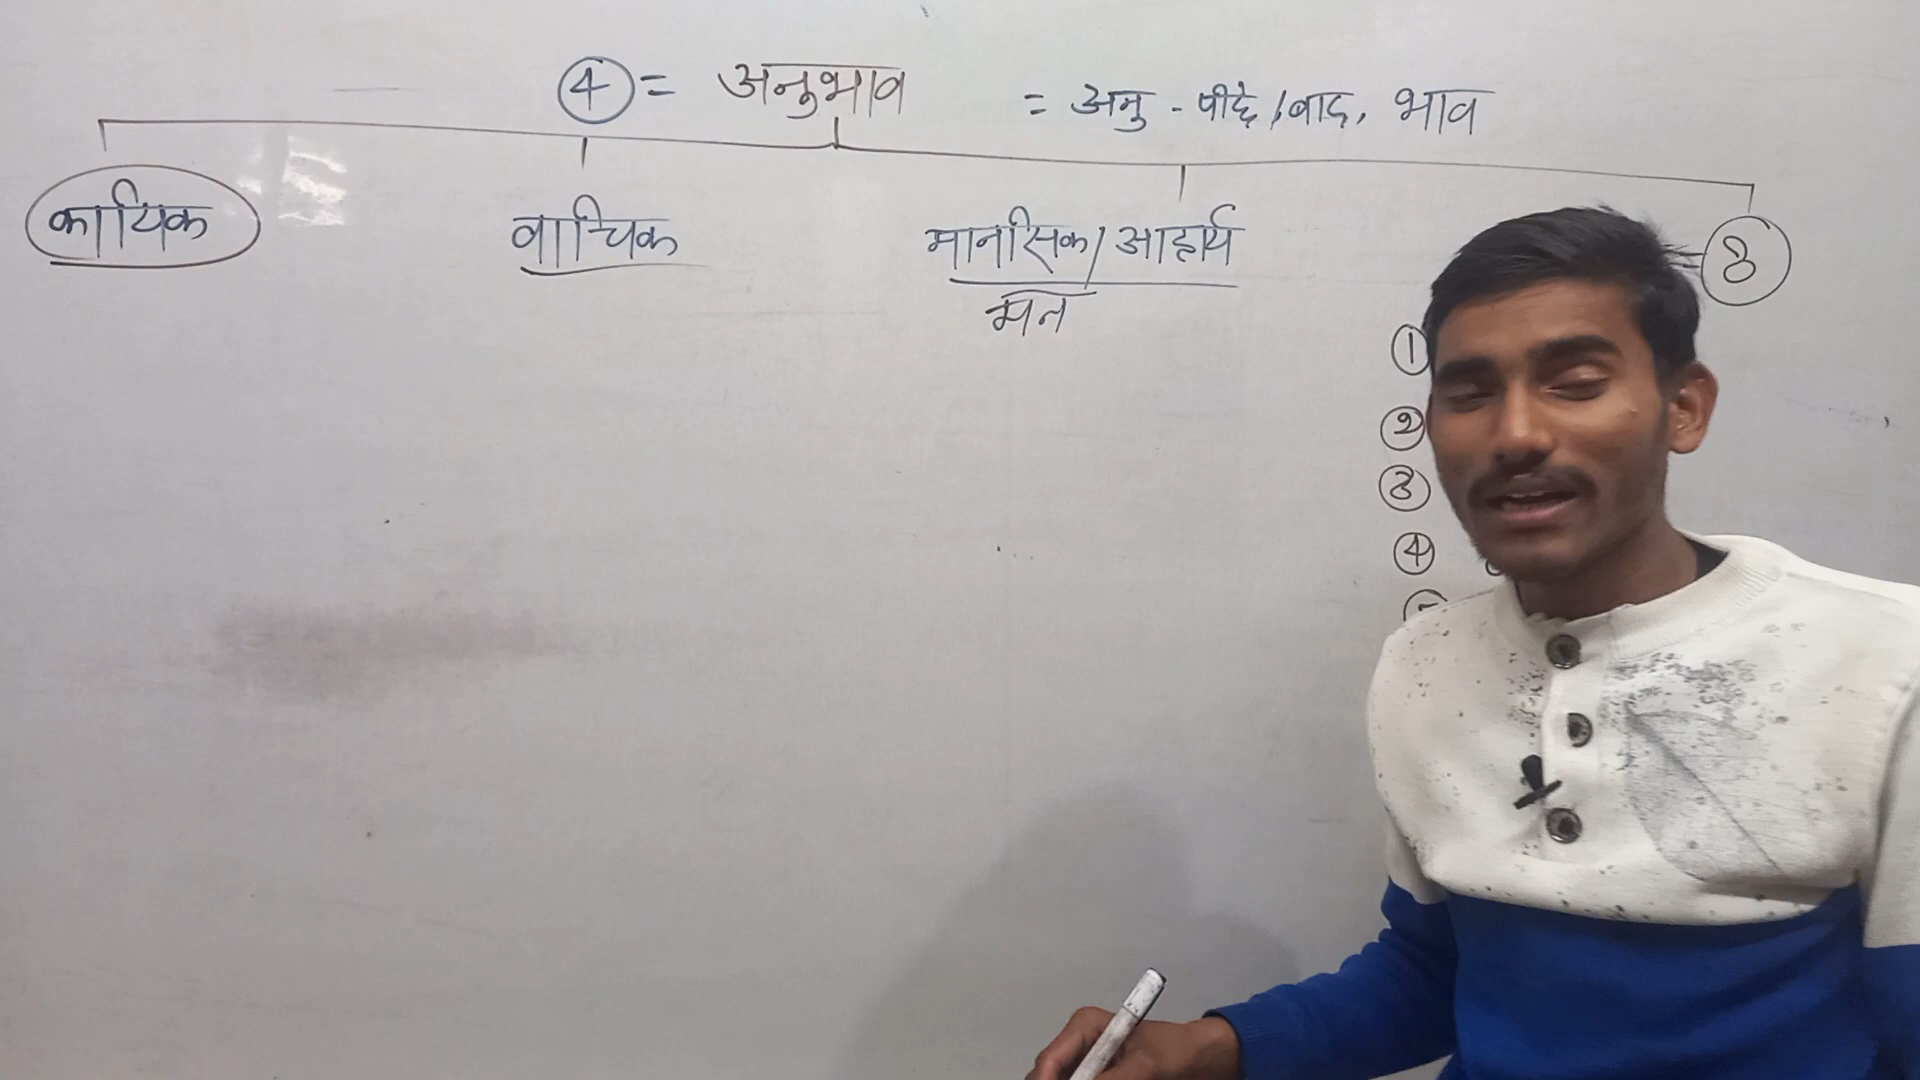 ④ = अनुभाव = अनु - पीछे / बाद, भाव
कायिक वाचिक मानसिक / आहार्य = ⑧
मन
①
②
③
④